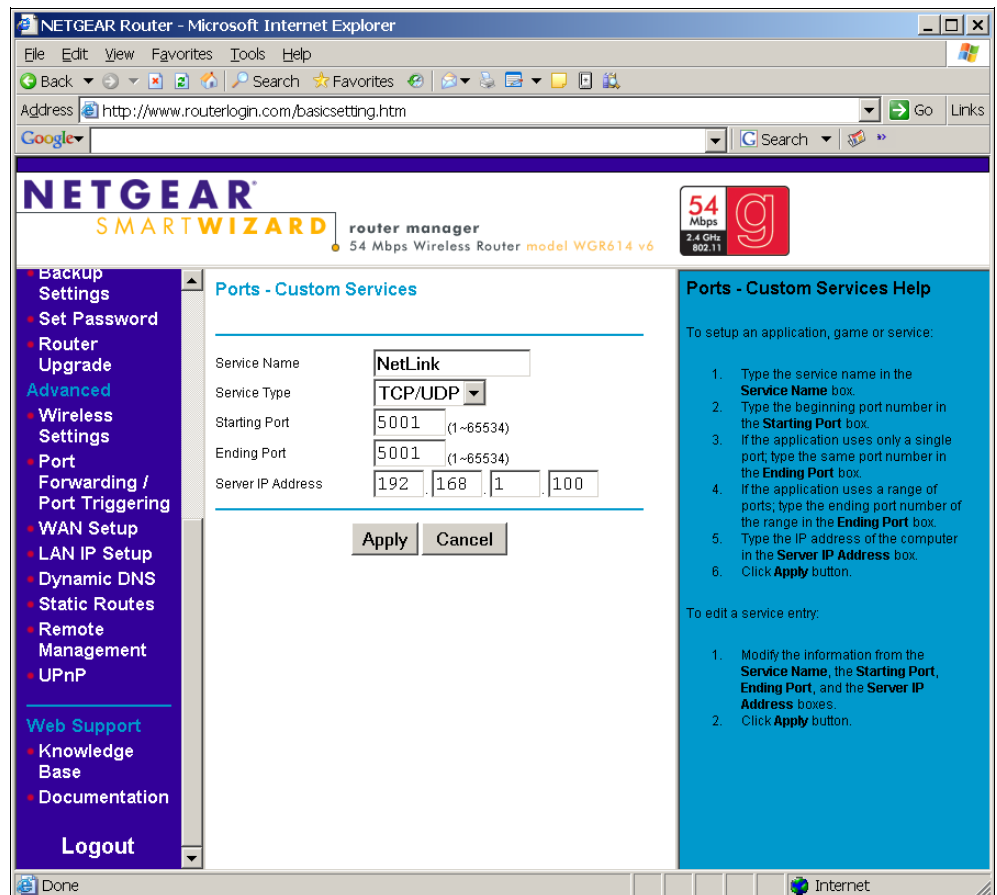 NETGEAR Router - Microsoft Internet Explorer
File Edit View Favorites Tools Help
Back Search Favorites
Address http://www.routerlogin.com/basicsetting.htm Go Links
Google G Search »
NETGEAR
SMARTWIZARD router manager
54 Mbps Wireless Router model WGR614 v6
54
Mbps
2.4 GHz
802.11
g
Backup
Settings
Set Password
Router
Upgrade
Advanced
Wireless
Settings
Port
Forwarding /
Port Triggering
WAN Setup
LAN IP Setup
Dynamic DNS
Static Routes
Remote
Management
UPnP
Web Support
Knowledge
Base
Documentation
Logout
Ports - Custom Services
Service Name NetLink
Service Type TCP/UDP
Starting Port 5001 (1~65534)
Ending Port 5001 (1~65534)
Server IP Address 192 . 168 . 1 . 100
Apply Cancel
Ports - Custom Services Help
To setup an application, game or service:
1. Type the service name in the
Service Name box.
2. Type the beginning port number in
the Starting Port box.
3. If the application uses only a single
port; type the same port number in
the Ending Port box.
4. If the application uses a range of
ports; type the ending port number of
the range in the Ending Port box.
5. Type the IP address of the computer
in the Server IP Address box.
6. Click Apply button.
To edit a service entry:
1. Modify the information from the
Service Name, the Starting Port,
Ending Port, and the Server IP
Address boxes.
2. Click Apply button.
Done Internet